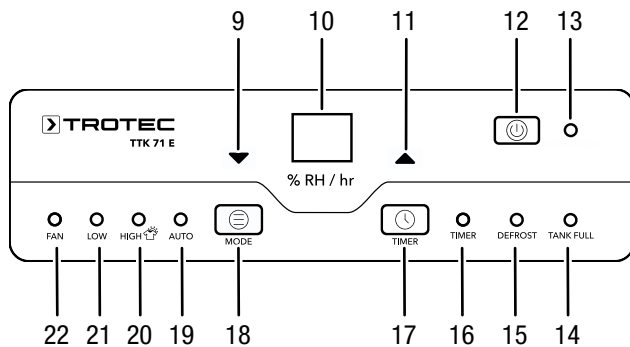 9 10 11 12 13
TROTEC
TTK 71 E
% RH / hr
FAN LOW HIGH AUTO MODE TIMER TIMER DEFROST TANK FULL
22 21 20 19 18 17 16 15 14